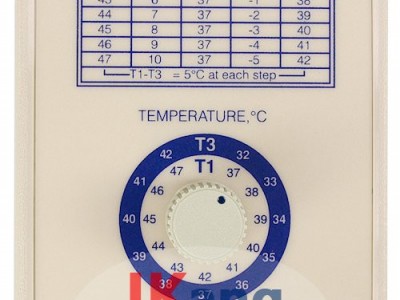 43 6 37 -1 38
44 7 37 -2 39
45 8 37 -3 40
46 9 37 -4 41
47 10 37 -5 42
T1-T3 = 5°C at each step
TEMPERATURE,°C
42 T3 32
47 T1 37
41 46 38 33
40 45 39 34
39 44 40 35
38 43 42 41 36
37